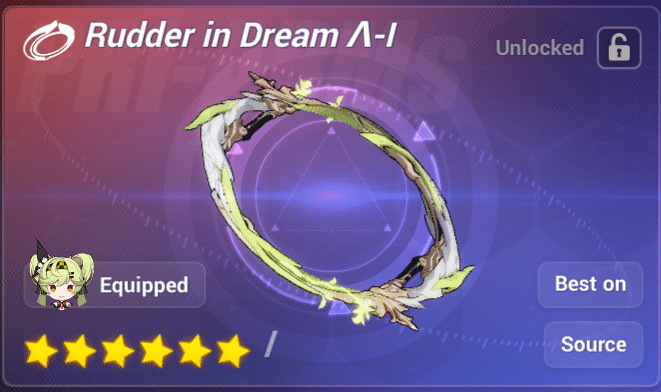 Rudder in Dream Λ-I
Unlocked
Equipped
Best on
Source